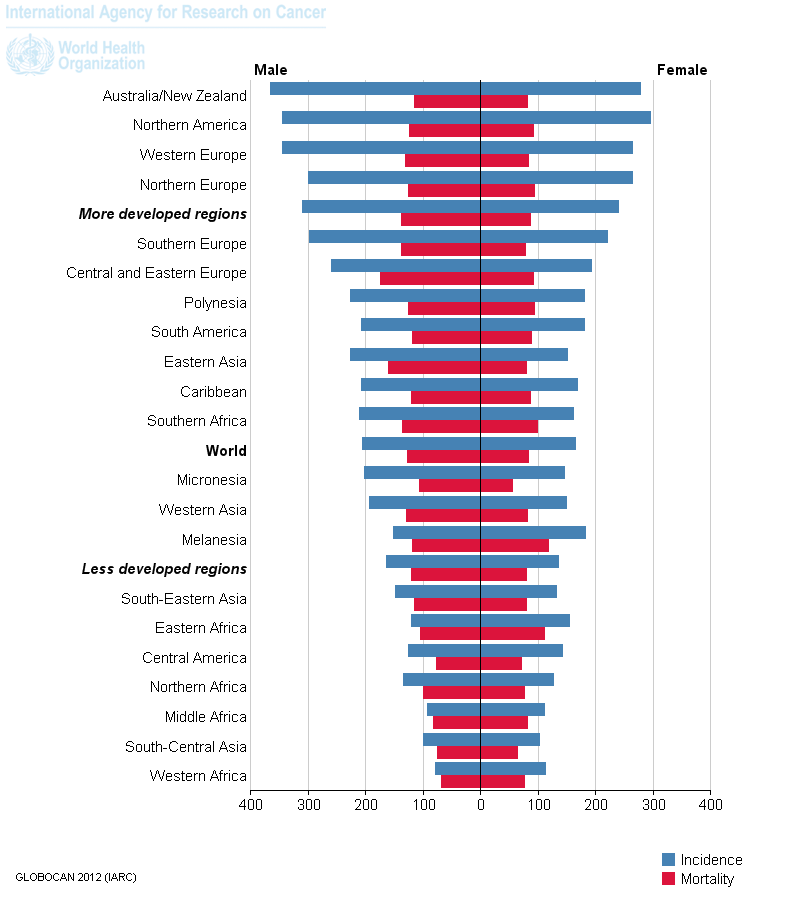 International Agency for Research on Cancer
World Health
Organization
Male Female
Australia/New Zealand
Northern America
Western Europe
Northern Europe
More developed regions
Southern Europe
Central and Eastern Europe
Polynesia
South America
Eastern Asia
Caribbean
Southern Africa
World
Micronesia
Western Asia
Melanesia
Less developed regions
South-Eastern Asia
Eastern Africa
Central America
Northern Africa
Middle Africa
South-Central Asia
Western Africa
400 300 200 100 0 100 200 300 400
Incidence
Mortality
GLOBOCAN 2012 (IARC)